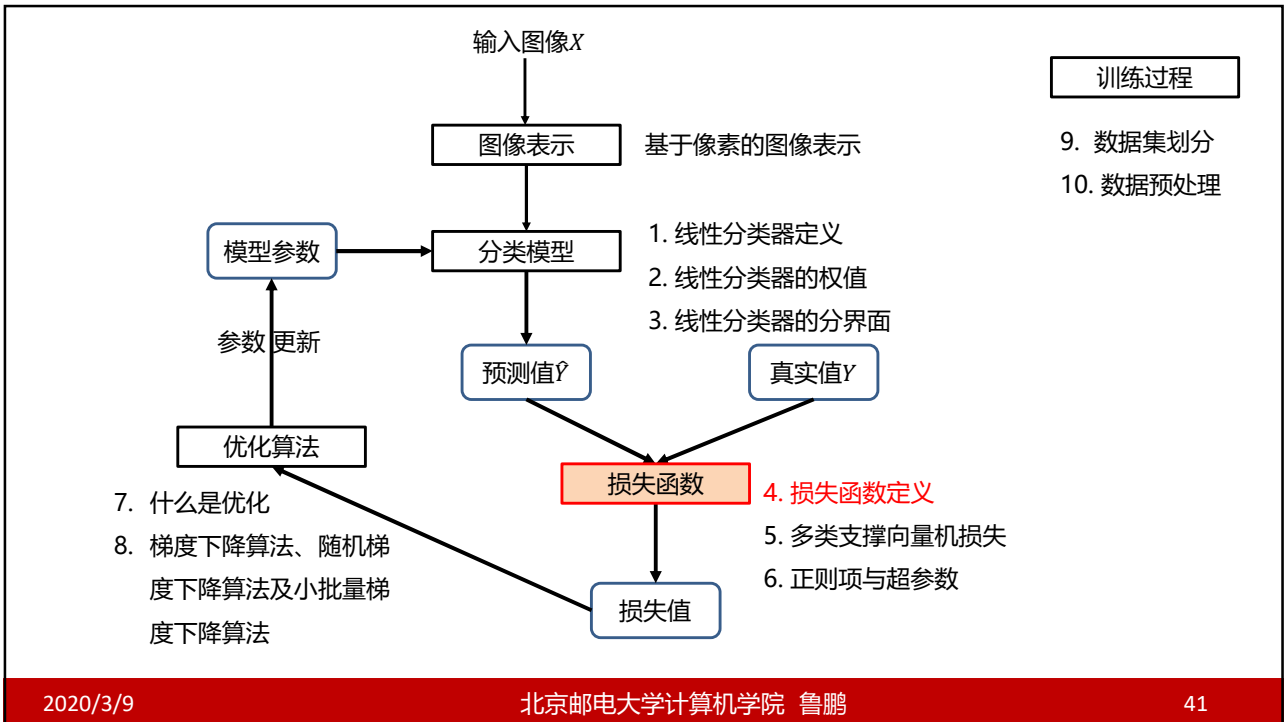 输入图像X
训练过程
图像表示
基于像素的图像表示
9. 数据集划分
10. 数据预处理
模型参数
分类模型
1. 线性分类器定义
2. 线性分类器的权值
3. 线性分类器的分界面
参数 更新
预测值Ŷ
真实值Y
优化算法
损失函数
4. 损失函数定义
5. 多类支撑向量机损失
6. 正则项与超参数
7. 什么是优化
8. 梯度下降算法、随机梯
度下降算法及小批量梯
度下降算法
损失值
2020/3/9
北京邮电大学计算机学院 鲁鹏
41